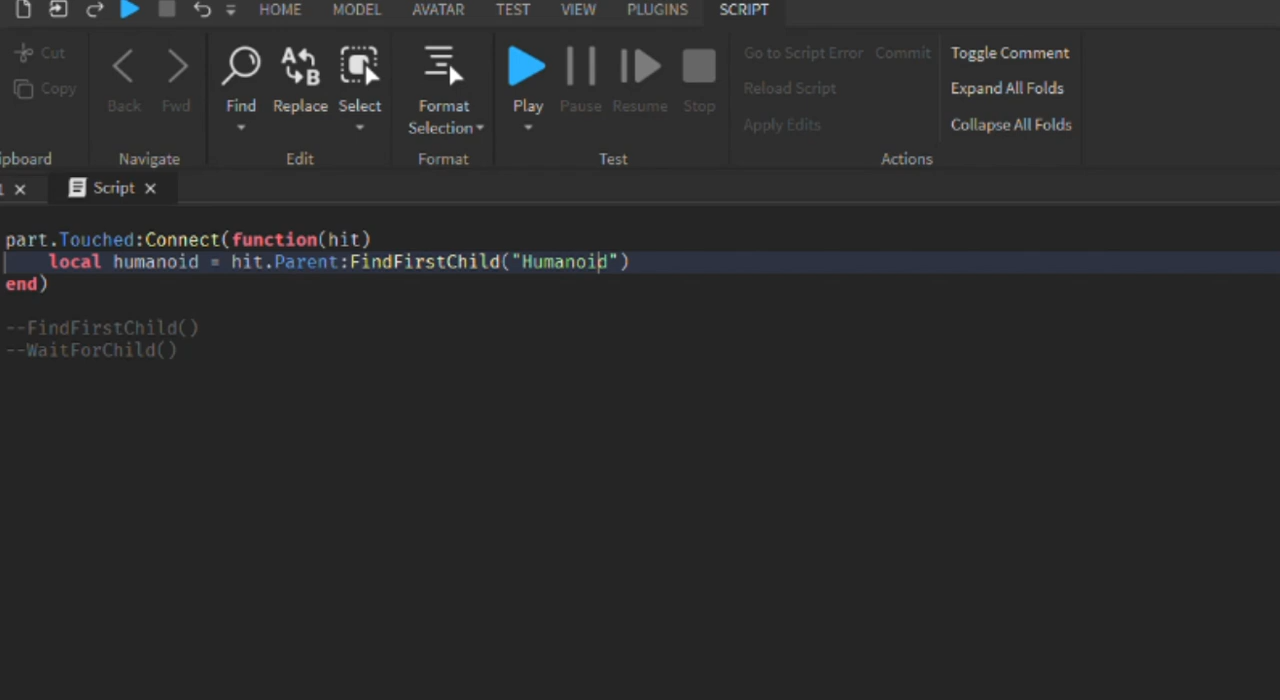 HOME MODEL AVATAR TEST VIEW PLUGINS SCRIPT
Cut
Copy
Back Fwd
Find Replace Select
Format
Selection
Play Pause Resume Stop
Go to Script Error Commit
Reload Script
Apply Edits
Toggle Comment
Expand All Folds
Collapse All Folds
ipboard Navigate Edit Format Test Actions
Script
part.Touched:Connect(function(hit)
local humanoid = hit.Parent:FindFirstChild("Humanoid")
end)
--FindFirstChild()
--WaitForChild()